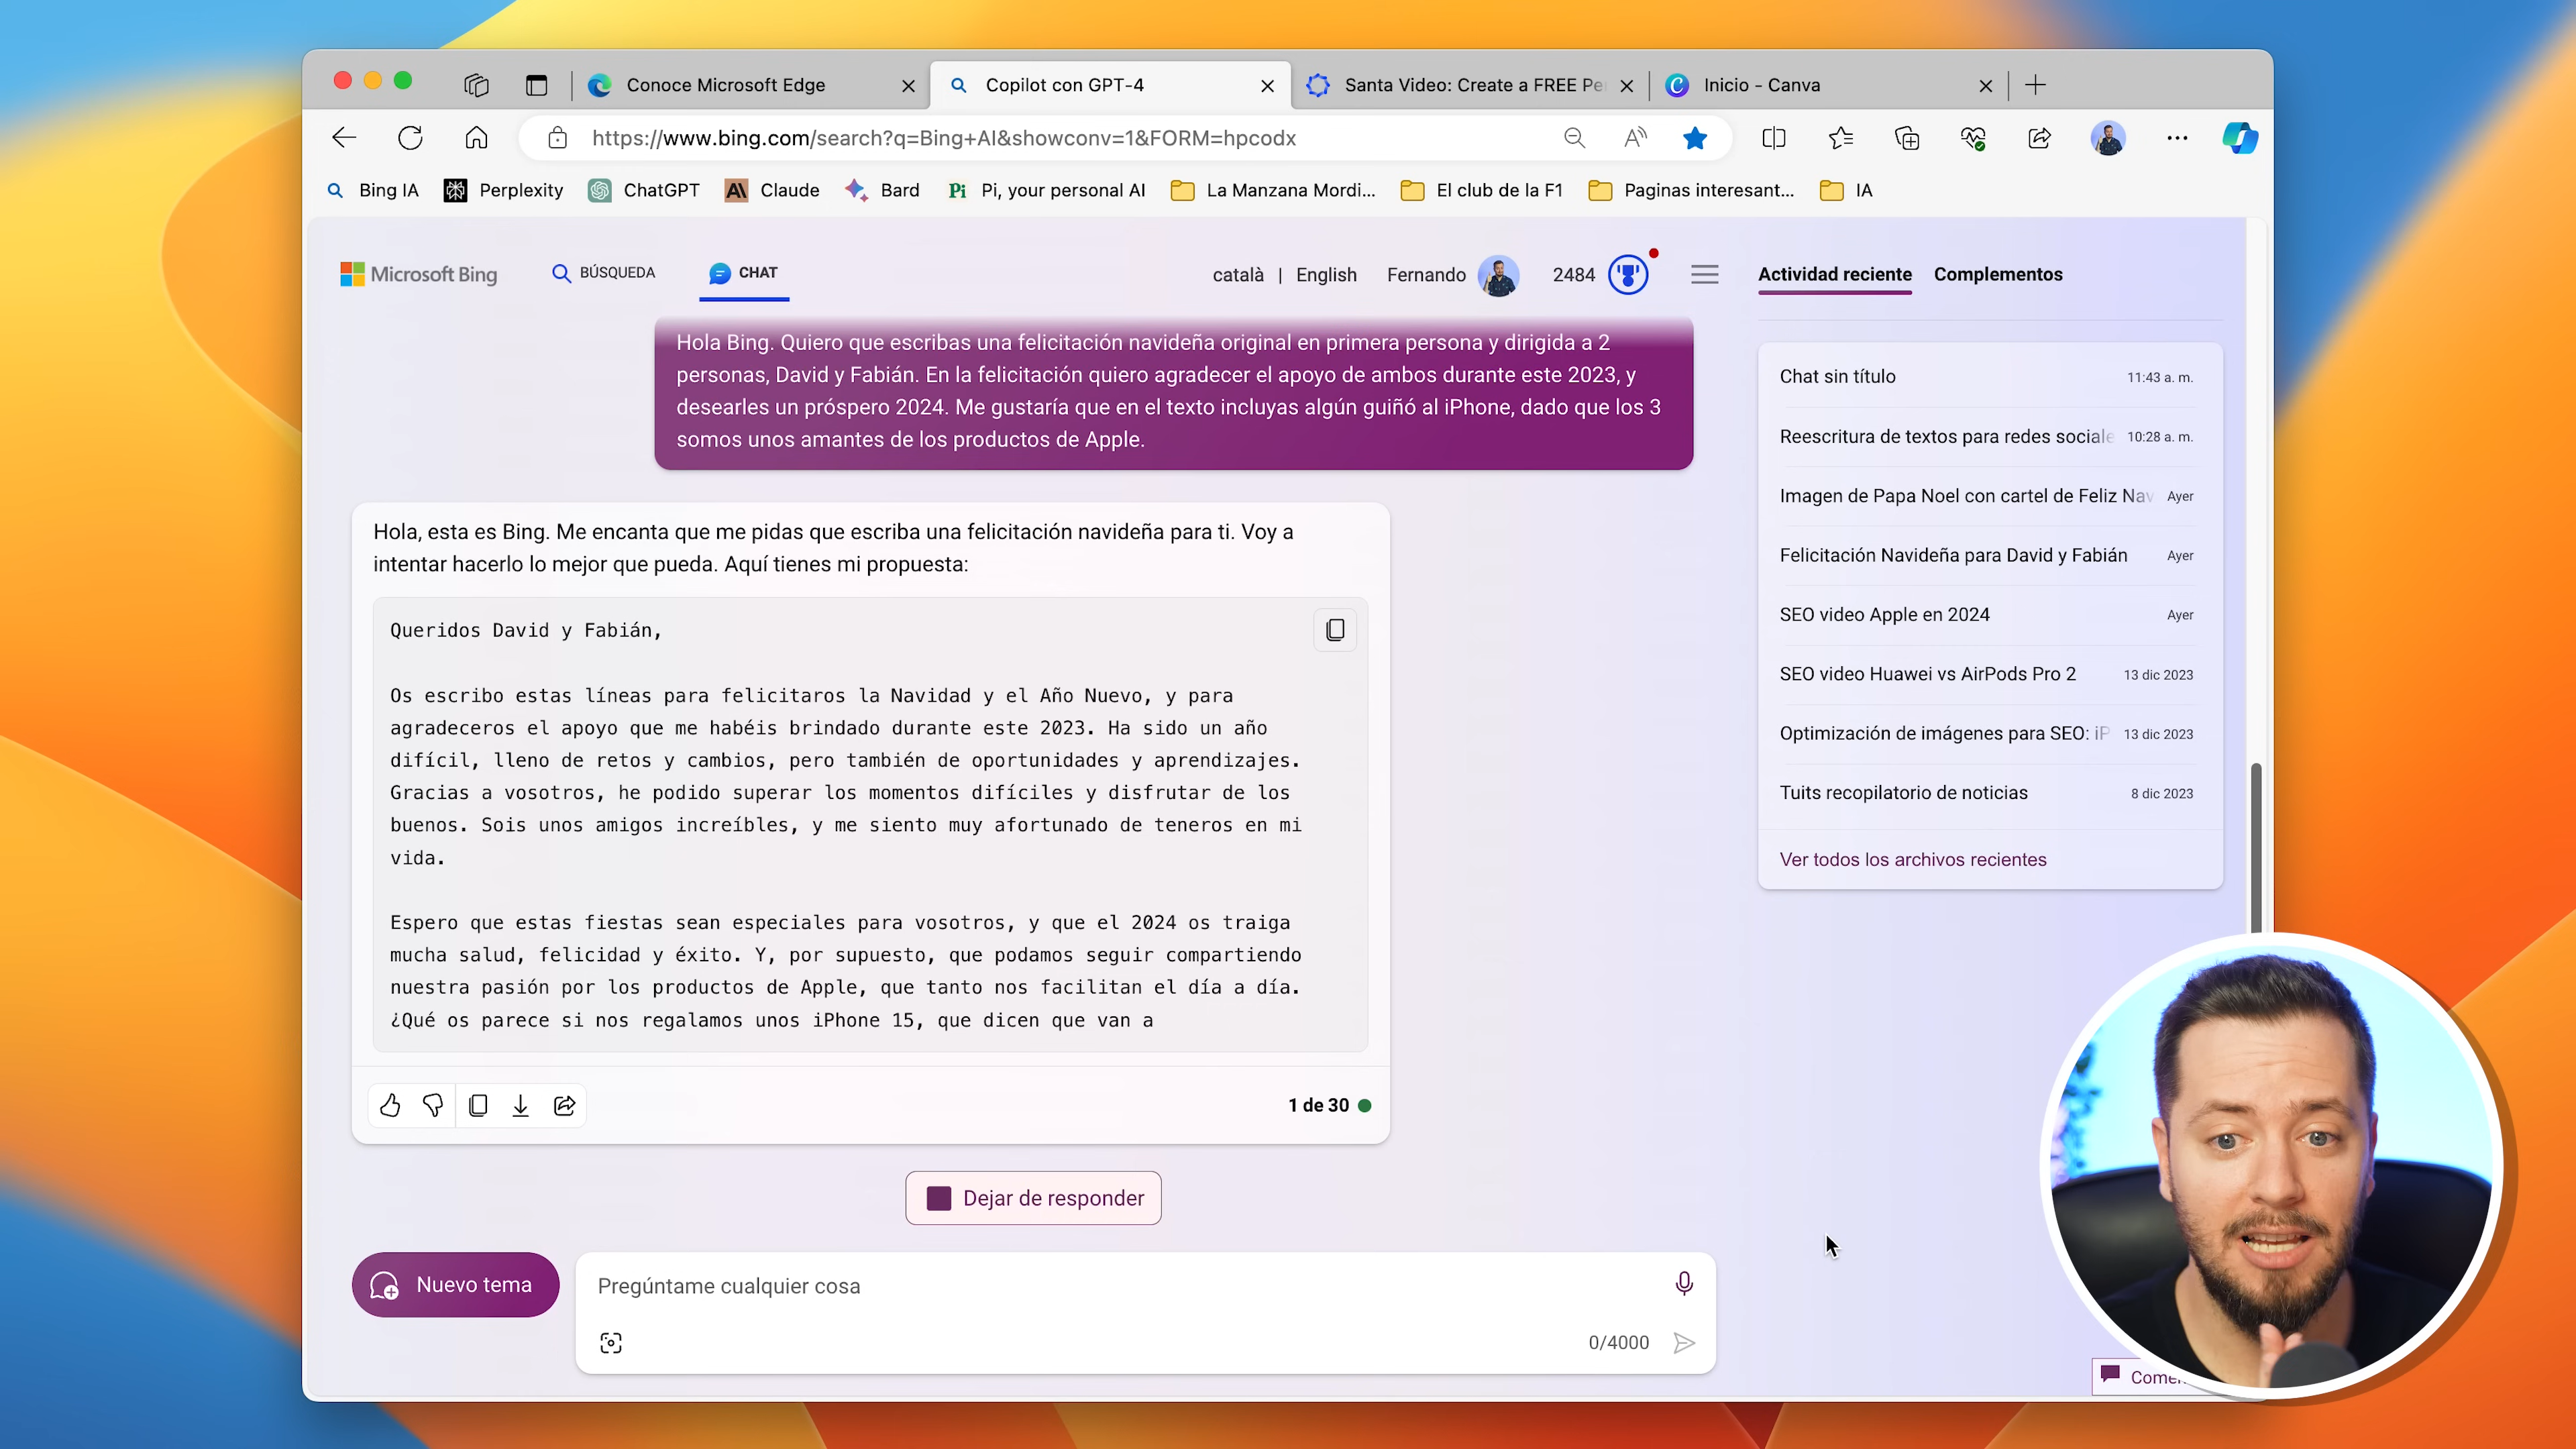 Conoce Microsoft Edge
Copilot con GPT-4
Santa Video: Create a FREE Pe
Inicio - Canva
https://www.bing.com/search?q=Bing+AI&showconv=1&FORM=hpcodx
Bing IA
Perplexity
ChatGPT
Claude
Bard
Pi, your personal AI
La Manzana Mordi...
El club de la F1
Paginas interesant...
IA
Microsoft Bing
BÚSQUEDA
CHAT
català | English
Fernando
2484
Hola Bing. Quiero que escribas una felicitación navideña original en primera persona y dirigida a 2
personas, David y Fabián. En la felicitación quiero agradecer el apoyo de ambos durante este 2023, y
desearles un próspero 2024. Me gustaría que en el texto incluyas algún guiñó al iPhone, dado que los 3
somos unos amantes de los productos de Apple.
Hola, esta es Bing. Me encanta que me pidas que escriba una felicitación navideña para ti. Voy a
intentar hacerlo lo mejor que pueda. Aquí tienes mi propuesta:
Queridos David y Fabián,
Os escribo estas líneas para felicitaros la Navidad y el Año Nuevo, y para
agradeceros el apoyo que me habéis brindado durante este 2023. Ha sido un año
difícil, lleno de retos y cambios, pero también de oportunidades y aprendizajes.
Gracias a vosotros, he podido superar los momentos difíciles y disfrutar de los
buenos. Sois unos amigos increíbles, y me siento muy afortunado de teneros en mi
vida.
Espero que estas fiestas sean especiales para vosotros, y que el 2024 os traiga
mucha salud, felicidad y éxito. Y, por supuesto, que podamos seguir compartiendo
nuestra pasión por los productos de Apple, que tanto nos facilitan el día a día.
¿Qué os parece si nos regalamos unos iPhone 15, que dicen que van a
1 de 30
Dejar de responder
Nuevo tema
Pregúntame cualquier cosa
0/4000
Actividad reciente
Complementos
Chat sin título 11:43 a. m.
Reescritura de textos para redes sociale 10:28 a. m.
Imagen de Papa Noel con cartel de Feliz Nav Ayer
Felicitación Navideña para David y Fabián Ayer
SEO video Apple en 2024 Ayer
SEO video Huawei vs AirPods Pro 2 13 dic 2023
Optimización de imágenes para SEO: iP 13 dic 2023
Tuits recopilatorio de noticias 8 dic 2023
Ver todos los archivos recientes